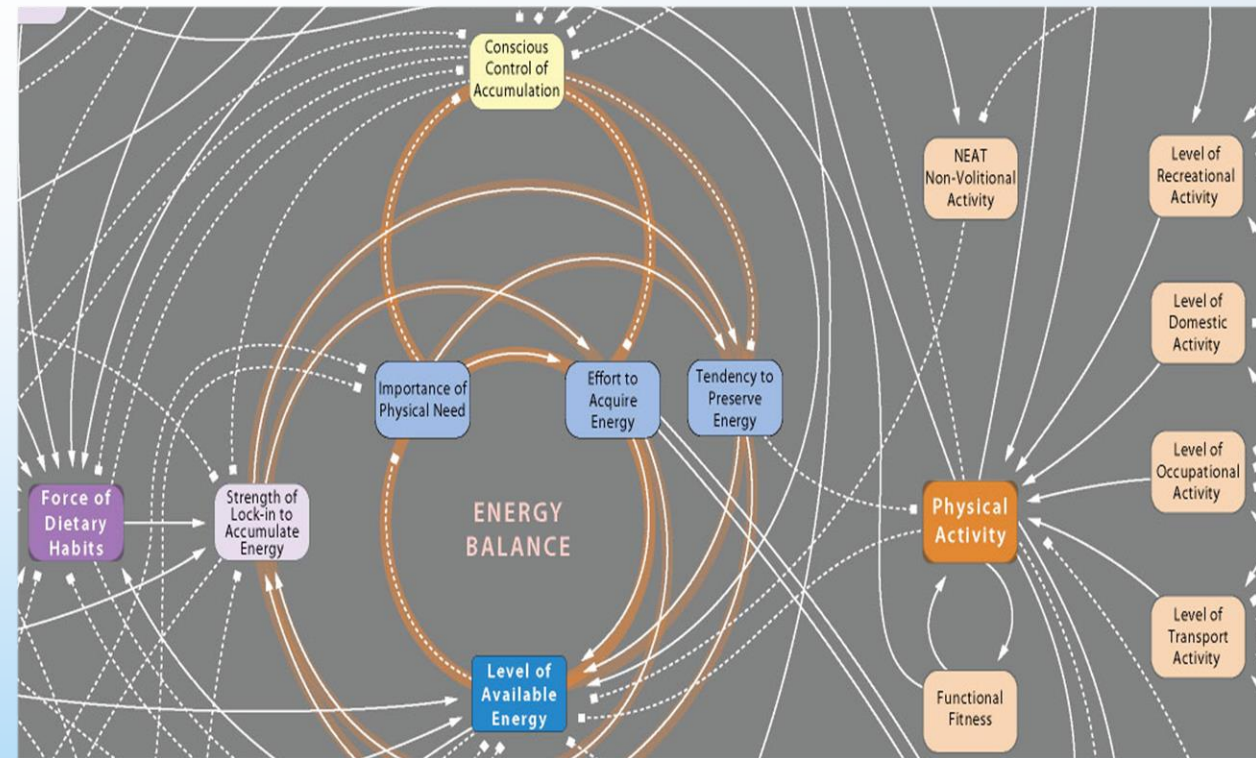 Conscious
Control of
Accumulation
NEAT
Non-Volitional
Activity
Level of
Recreational
Activity
Level of
Domestic
Activity
Importance of
Physical Need
Effort to
Acquire
Energy
Tendency to
Preserve
Energy
Level of
Occupational
Activity
Force of
Dietary
Habits
Strength of
Lock-in to
Accumulate
Energy
ENERGY
BALANCE
Physical
Activity
Level of
Transport
Activity
Level of
Available
Energy
Functional
Fitness